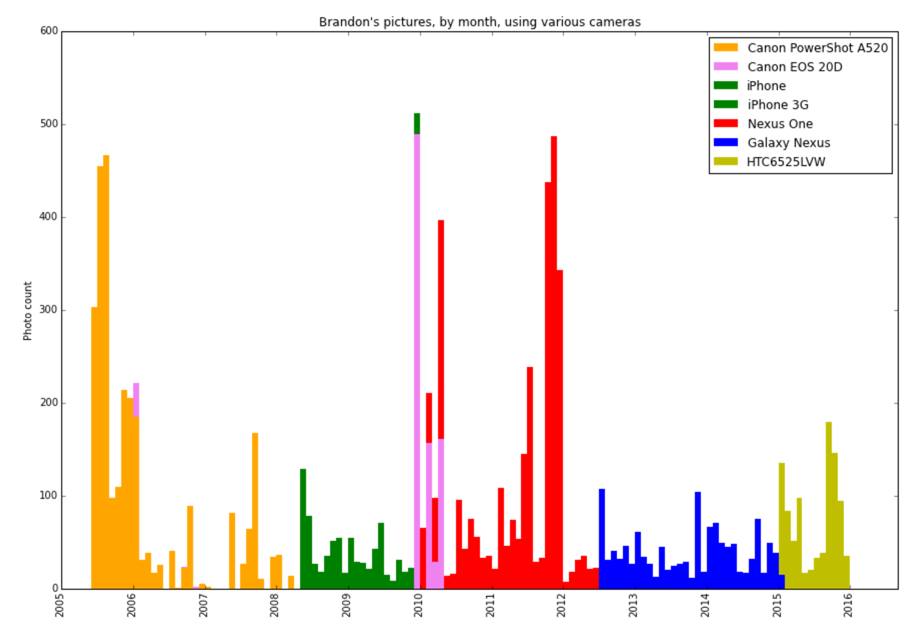 Brandon's pictures, by month, using various cameras
600
500
400
300
200
100
0
Photo count
Canon PowerShot A520
Canon EOS 20D
iPhone
iPhone 3G
Nexus One
Galaxy Nexus
HTC6525LVW
2005
2006
2007
2008
2009
2010
2011
2012
2013
2014
2015
2016